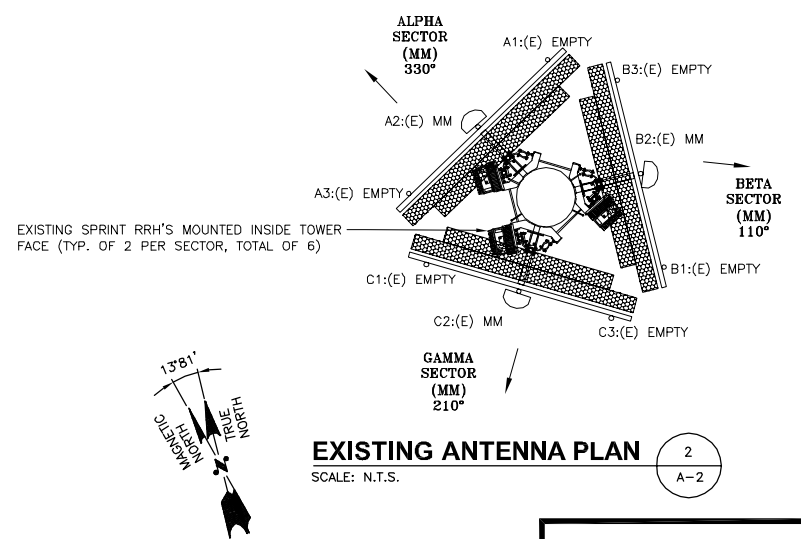 ALPHA
SECTOR
(MM)
330°
A1:(E) EMPTY
B3:(E) EMPTY
A2:(E) MM
B2:(E) MM
A3:(E) EMPTY
BETA
SECTOR
(MM)
110°
EXISTING SPRINT RRH'S MOUNTED INSIDE TOWER
FACE (TYP. OF 2 PER SECTOR, TOTAL OF 6)
C1:(E) EMPTY
B1:(E) EMPTY
C2:(E) MM
C3:(E) EMPTY
GAMMA
SECTOR
(MM)
210°
13°81'
MAGNETIC
NORTH
TRUE
NORTH
N
EXISTING ANTENNA PLAN
2
A-2
SCALE: N.T.S.